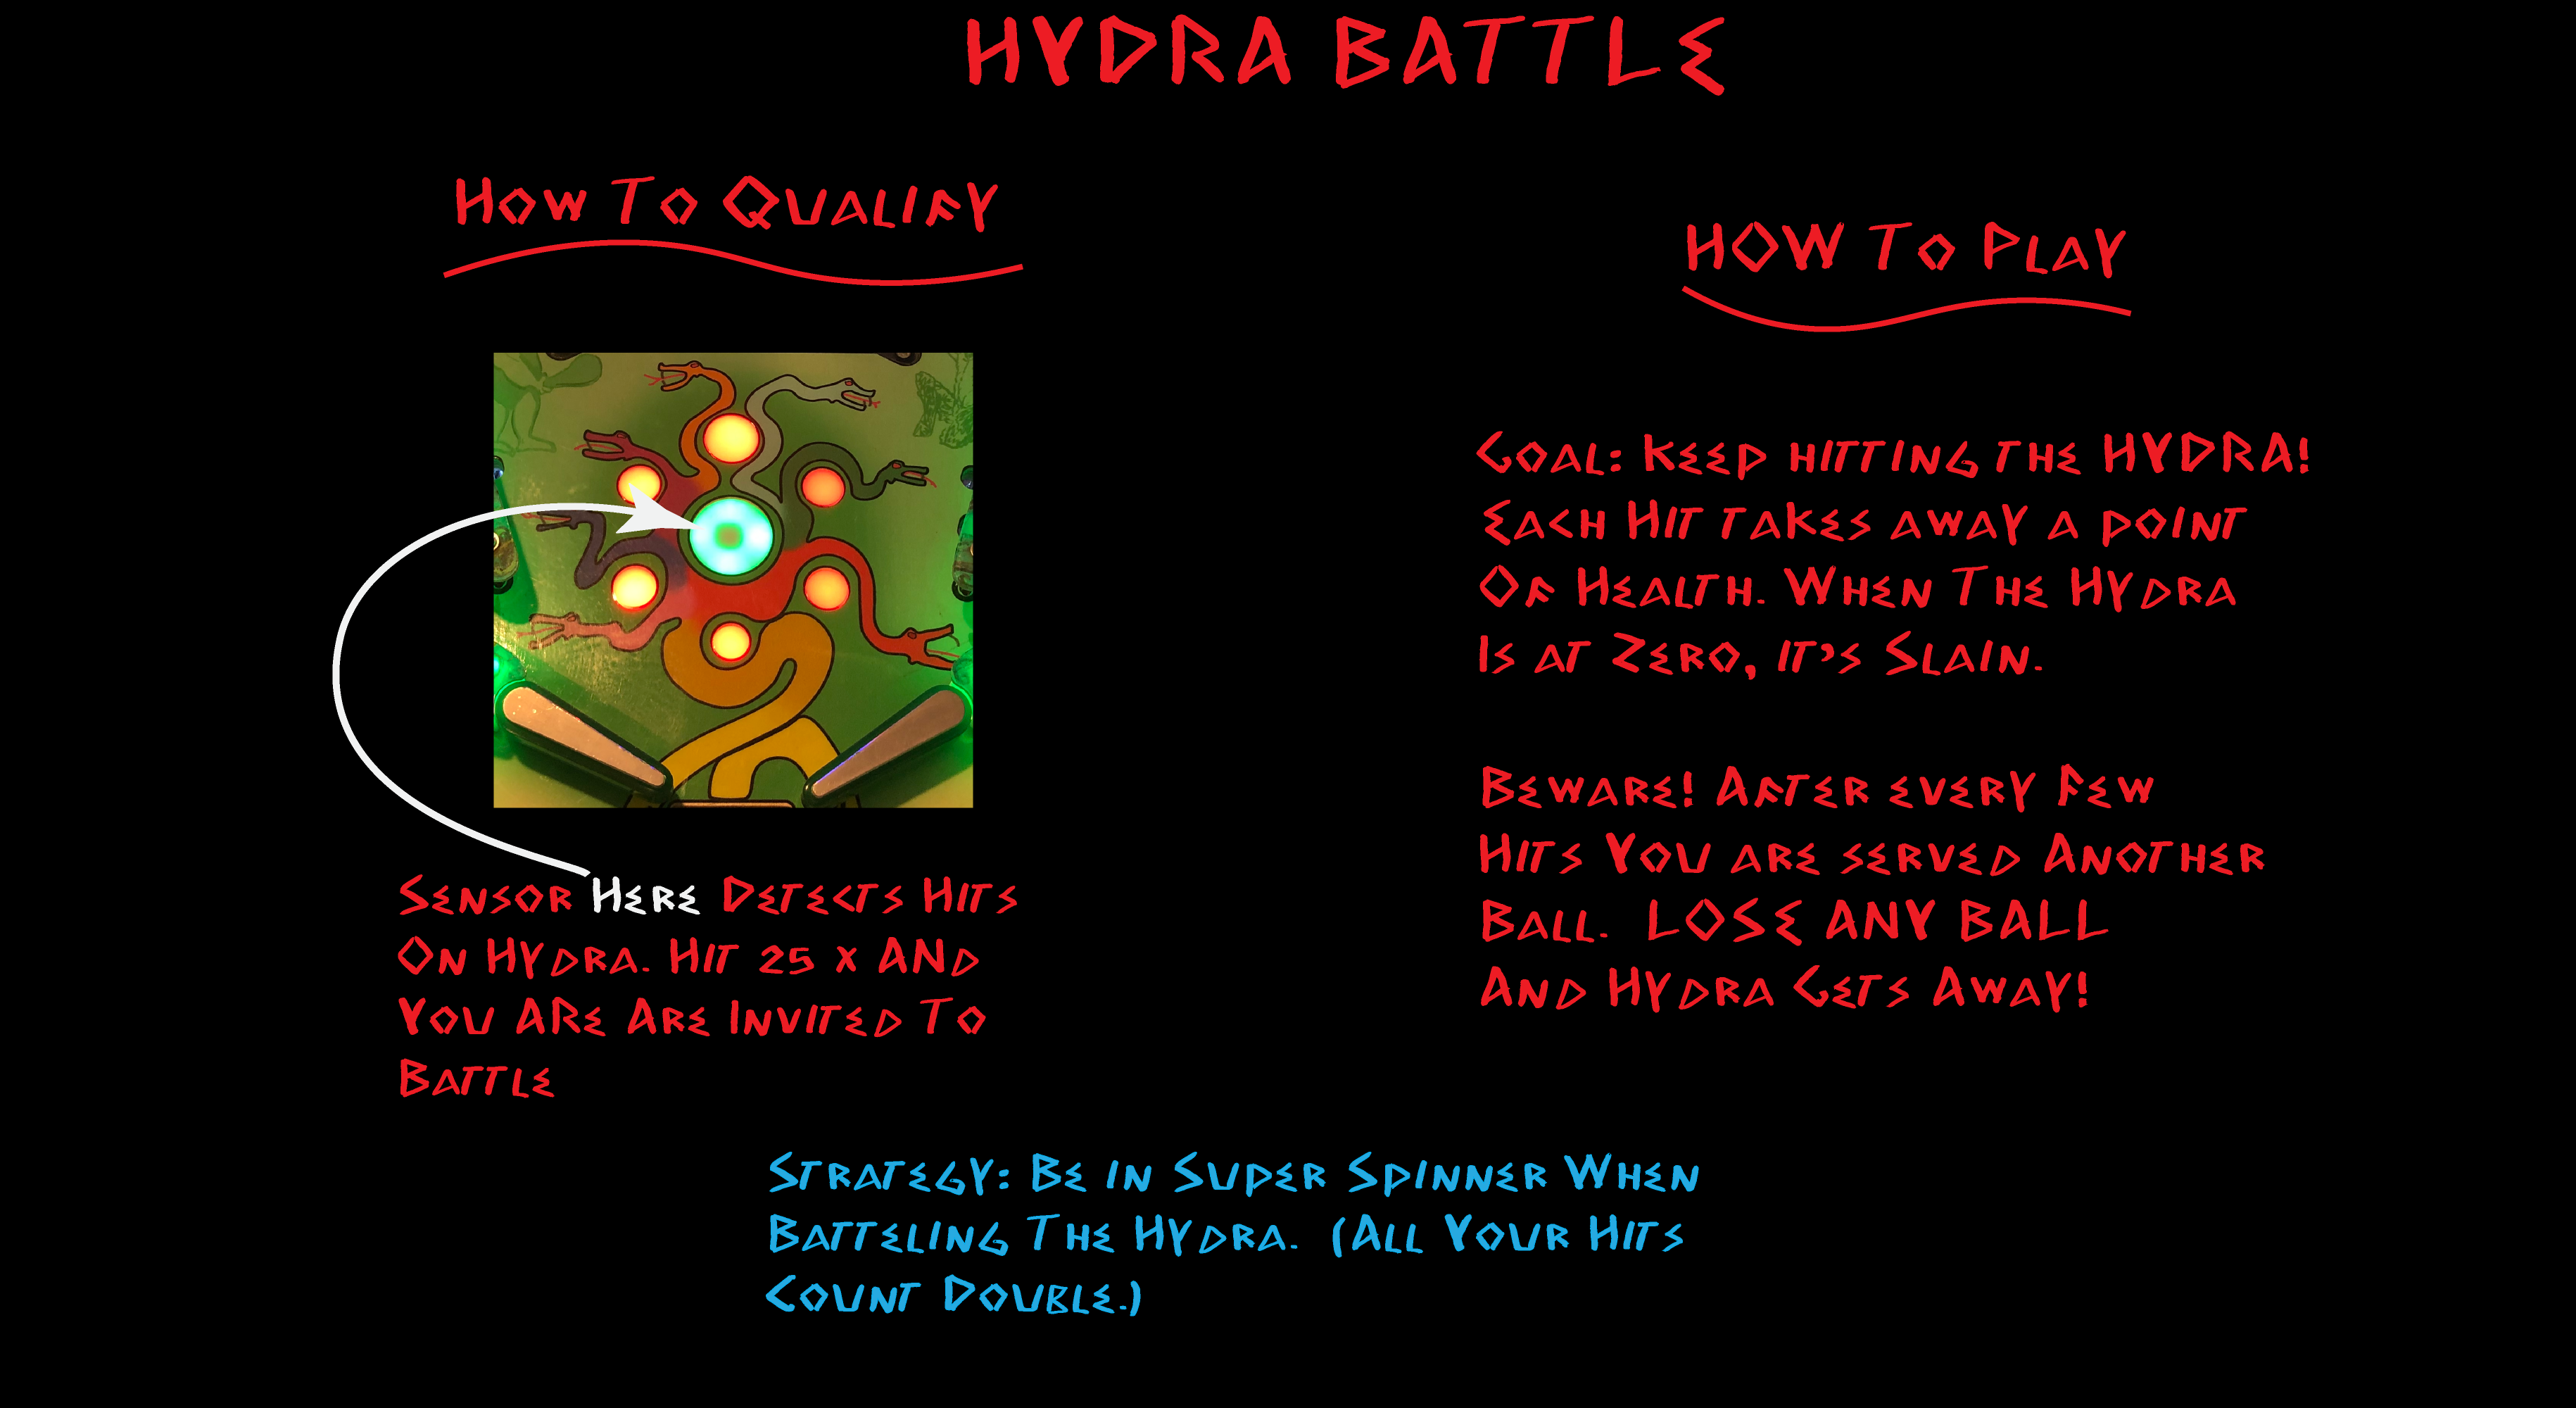 HYDRA BATTLE
How To Qualify
Sensor Here Detects Hits
On Hydra. Hit 25 x ANd
You ARe Are Invited To
Battle
HOW To Play
Goal: Keep hitting the HYDRA!
Each Hit takes away a point
Of Health. When The Hydra
Is at Zero, it's Slain.
Beware! After every Few
Hits You are served Another
Ball. LOSE ANY BALL
And Hydra Gets Away!
Strategy: Be in Super Spinner When
Batteling The Hydra. (All Your Hits
Count Double.)